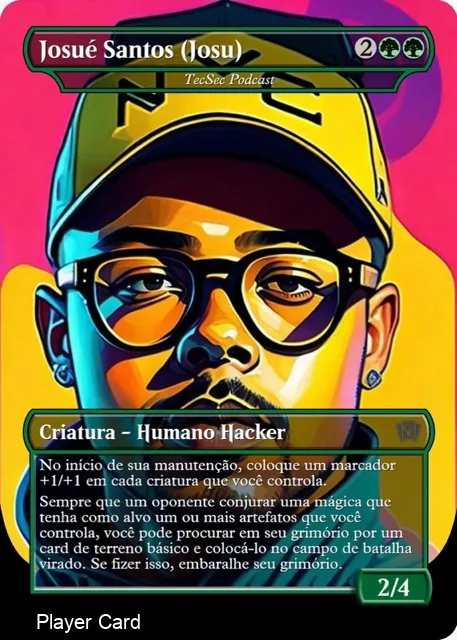 Josué Santos (Josu) 2
TecSec Podcast
NYC
Criatura – Humano Hacker
No início de sua manutenção, coloque um marcador
+1/+1 em cada criatura que você controla.
Sempre que um oponente conjurar uma mágica que
tenha como alvo um ou mais artefatos que você
controla, você pode procurar em seu grimório por um
card de terreno básico e colocá-lo no campo de batalha
virado. Se fizer isso, embaralhe seu grimório.
2/4
Player Card